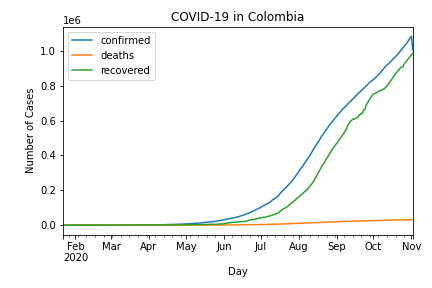 COVID-19 in Colombia
1e6
confirmed
deaths
recovered
Number of Cases
1.0
0.8
0.6
0.4
0.2
0.0
Feb Mar Apr May Jun Jul Aug Sep Oct Nov
2020
Day